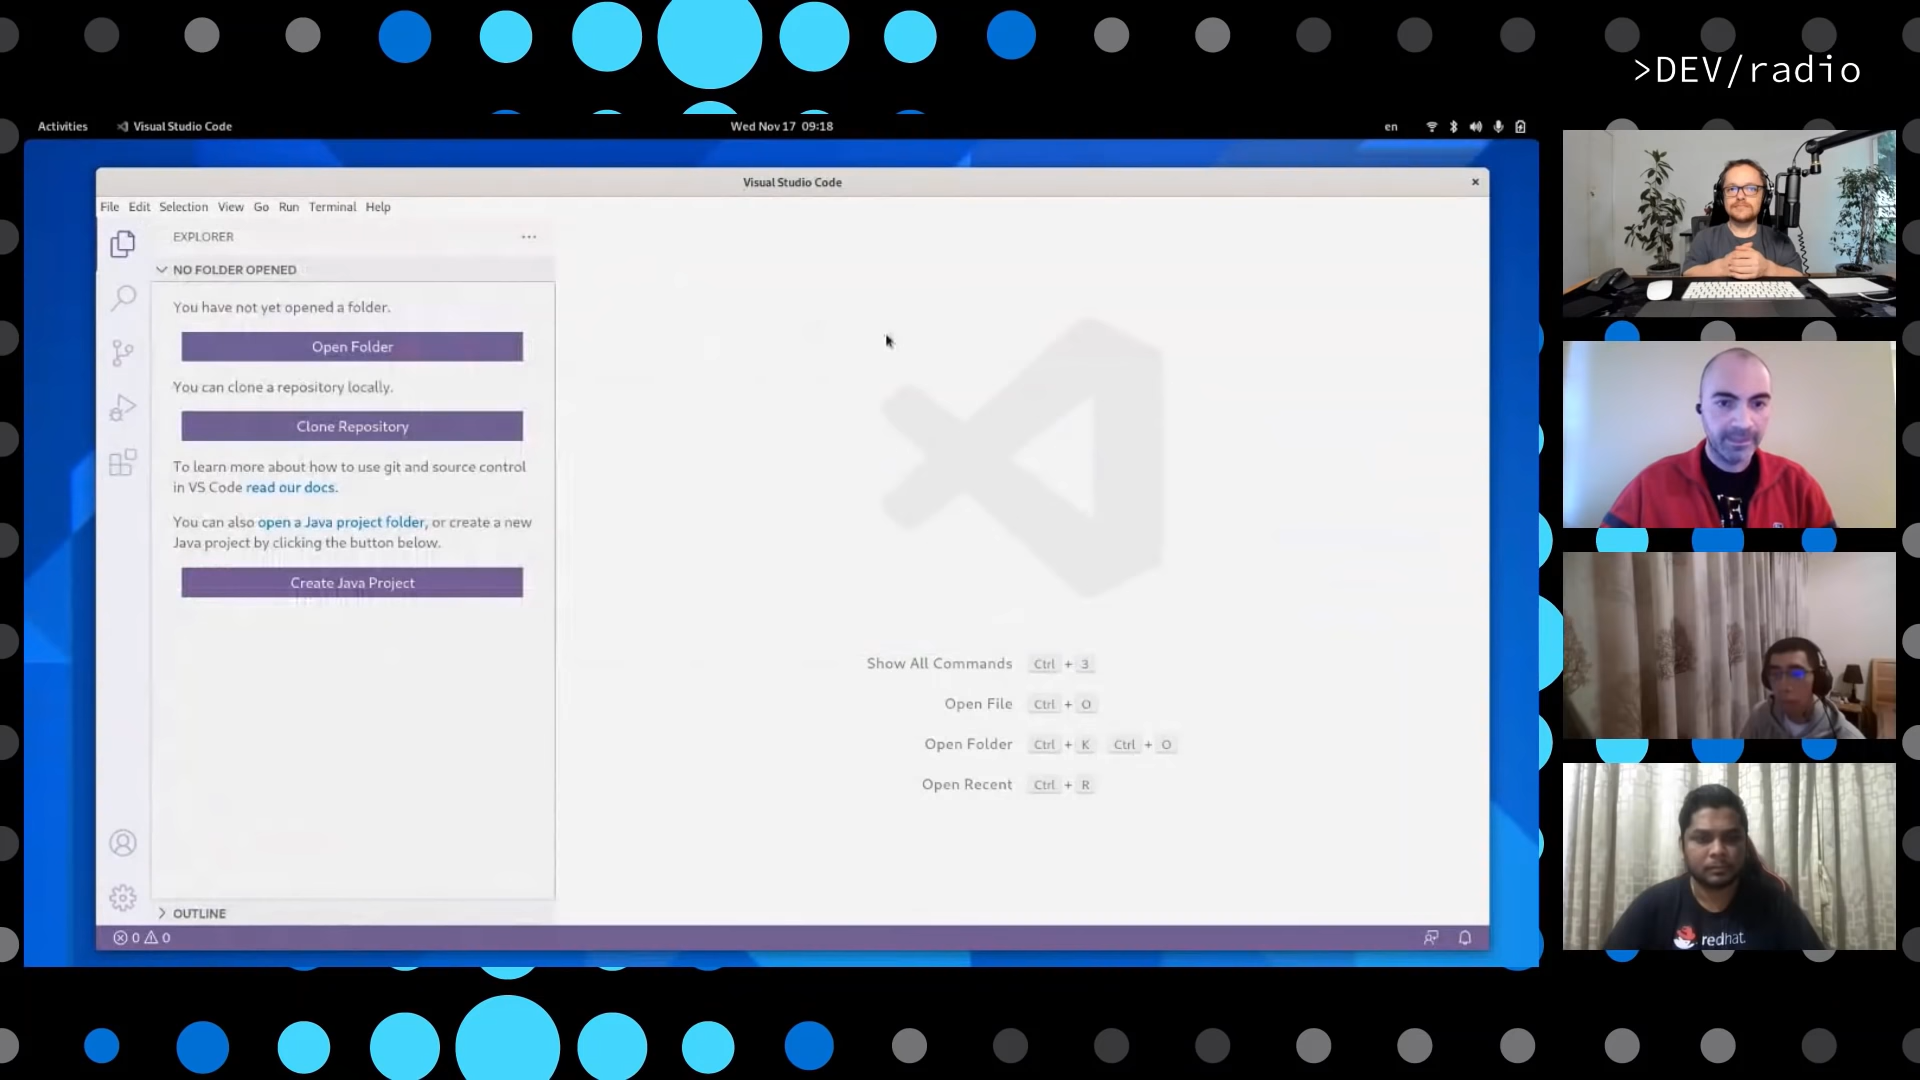 >DEV/radio
Activities Visual Studio Code Wed Nov 17 09:18 en
Visual Studio Code ×
File Edit Selection View Go Run Terminal Help
EXPLORER ···
NO FOLDER OPENED
You have not yet opened a folder.
Open Folder
You can clone a repository locally.
Clone Repository
To learn more about how to use git and source control
in VS Code read our docs.
You can also open a Java project folder, or create a new
Java project by clicking the button below.
Create Java Project
Show All Commands Ctrl + 3
Open File Ctrl + O
Open Folder Ctrl + K Ctrl + O
Open Recent Ctrl + R
OUTLINE
0 0
redhat.